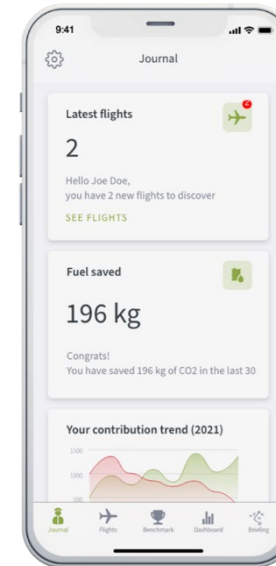 9:41
Journal
Latest flights
2
2
Hello Joe Doe,
you have 2 new flights to discover
SEE FLIGHTS
Fuel saved
196 kg
Congrats!
You have saved 196 kg of CO2 in the last 30
Your contribution trend (2021)
1500
1000
500
Journal
Flights
Benchmark
Dashboard
Briefing